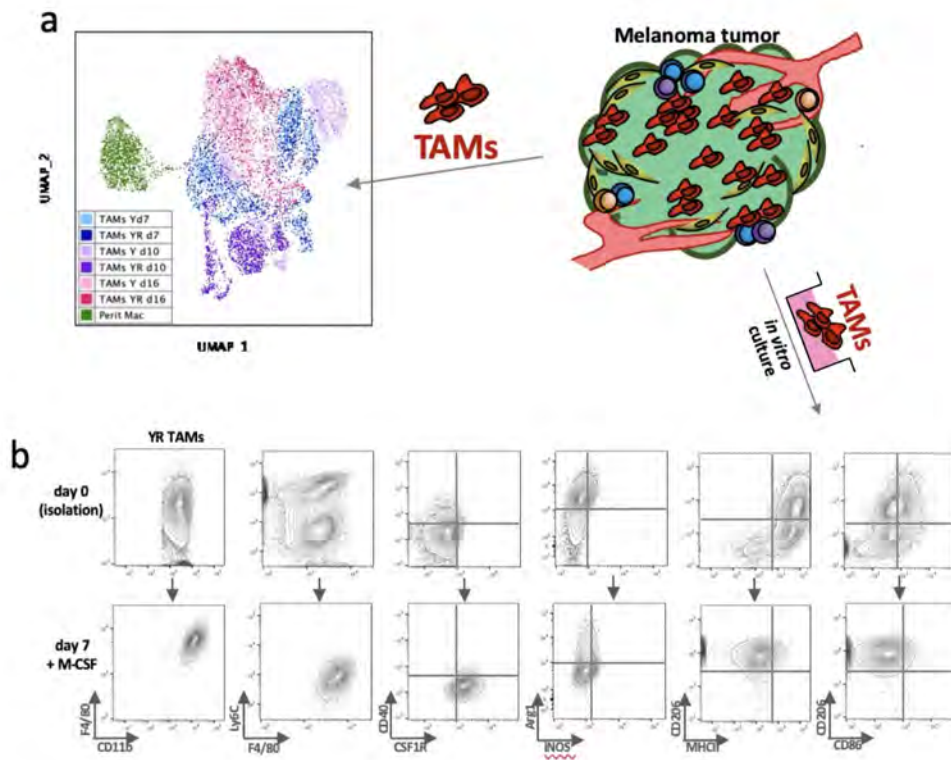 a
Melanoma tumor
TAMs
UMAP_2
TAMs Yd7
TAMs YR d7
TAMs Y d10
TAMs YR d10
TAMs Y d16
TAMs YR d16
Perit Mac
UMAP_1
TAMs
in vitro
culture
b
YR TAMs
day 0
(isolation)
day 7
+ M-CSF
F4/80
CD11b
Ly6C
F4/80
CD40
CSF1R
Arg1
iNOS
CD206
MHCII
CD206
CD86